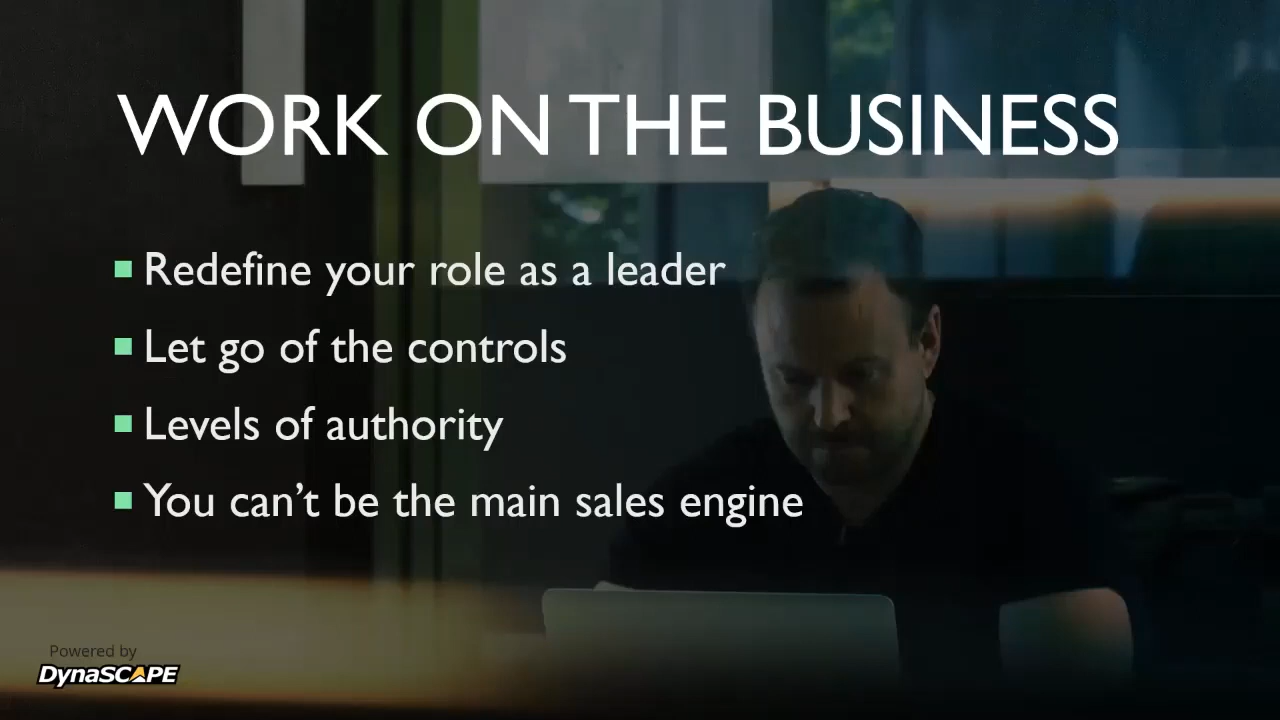 WORK ON THE BUSINESS
Redefine your role as a leader
Let go of the controls
Levels of authority
You can’t be the main sales engine
Powered by
DynaSCAPE